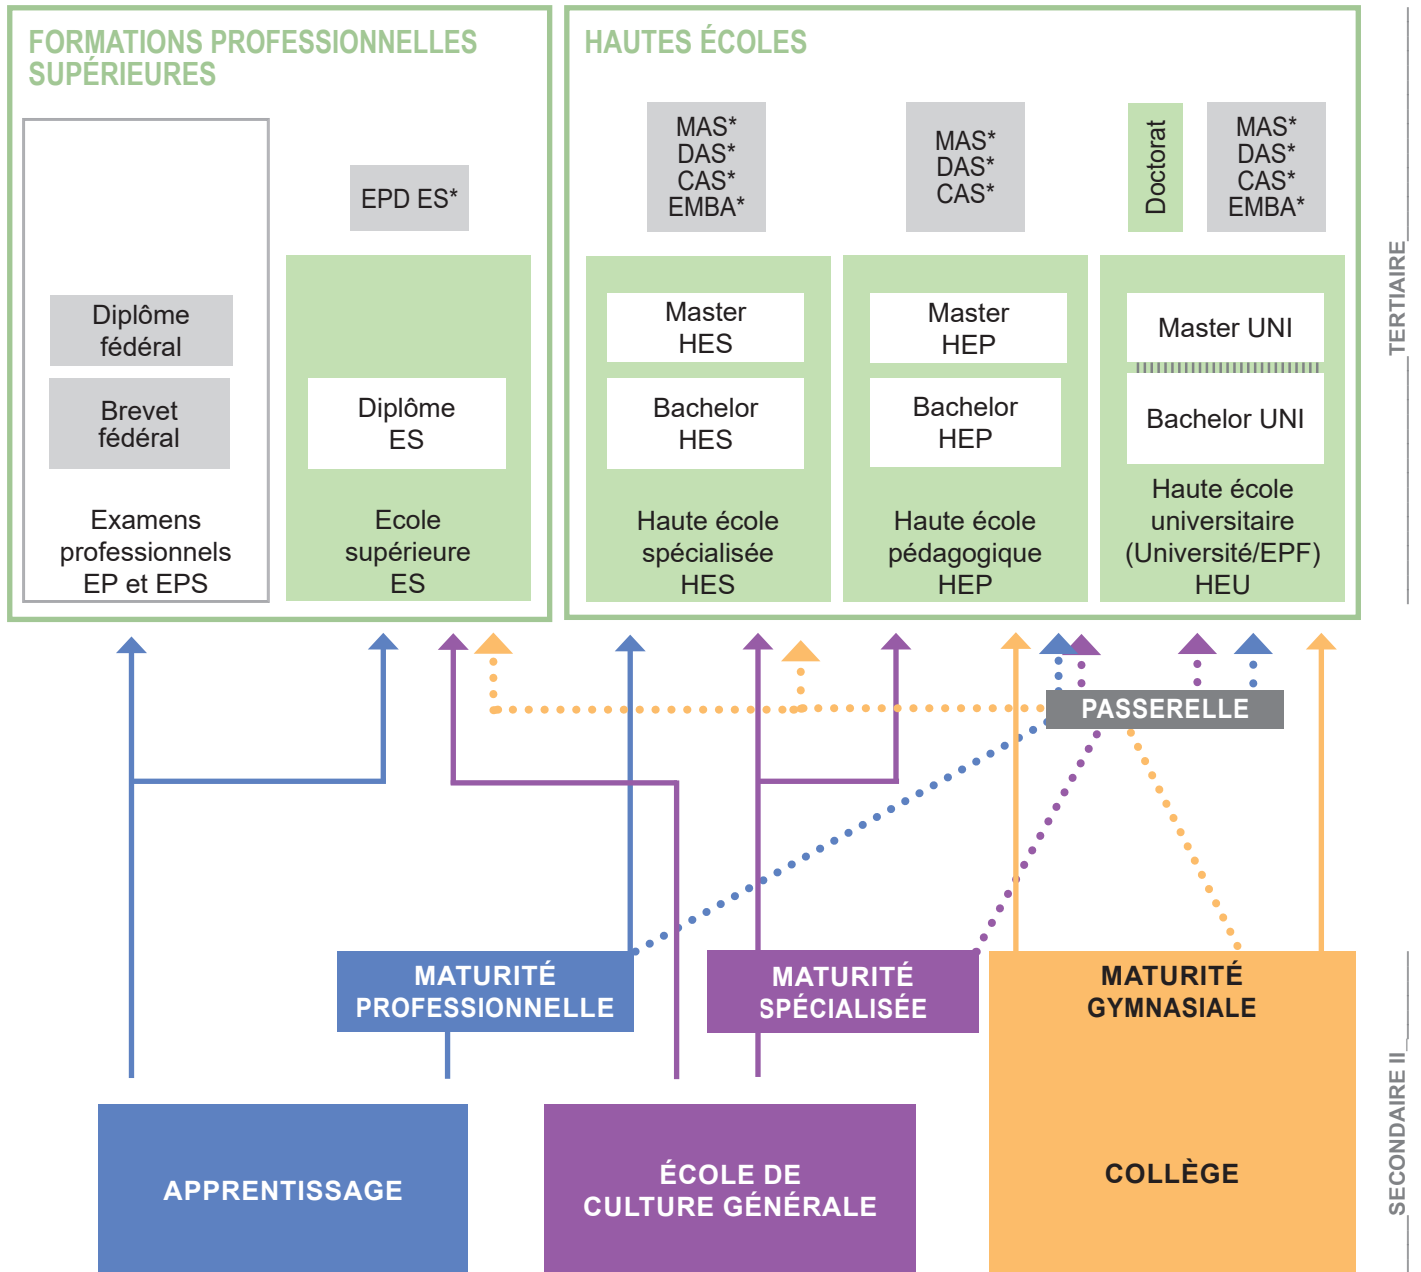 FORMATIONS PROFESSIONNELLES
SUPÉRIEURES
EPD ES*
Diplôme
fédéral
Brevet
fédéral
Examens
professionnels
EP et EPS
Diplôme
ES
Ecole
supérieure
ES
HAUTES ÉCOLES
MAS*
DAS*
CAS*
EMBA*
Master
HES
Bachelor
HES
Haute école
spécialisée
HES
MAS*
DAS*
CAS*
Master
HEP
Bachelor
HEP
Haute école
pédagogique
HEP
Doctorat
MAS*
DAS*
CAS*
EMBA*
Master UNI
Bachelor UNI
Haute école
universitaire
(Université/EPF)
HEU
TERTIAIRE
PASSERELLE
MATURITÉ
PROFESSIONNELLE
MATURITÉ
SPÉCIALISÉE
MATURITÉ
GYMNASIALE
APPRENTISSAGE
ÉCOLE DE
CULTURE GÉNÉRALE
COLLÈGE
SECONDAIRE II